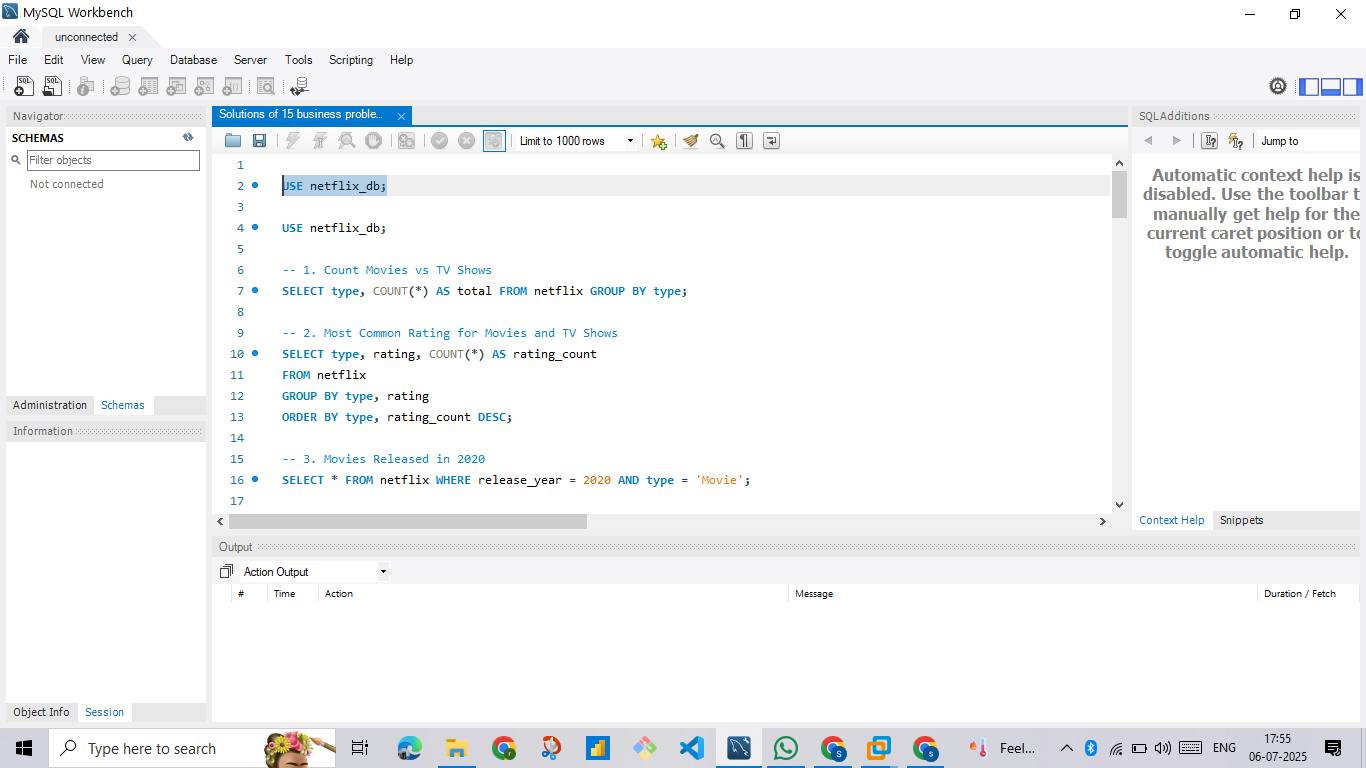 MySQL Workbench
unconnected
File Edit View Query Database Server Tools Scripting Help
Navigator
SCHEMAS
Filter objects
Not connected
Administration Schemas
Information
Object Info Session
Solutions of 15 business proble...
Limit to 1000 rows
1
2 USE netflix_db;
3
4 USE netflix_db;
5
6 -- 1. Count Movies vs TV Shows
7 SELECT type, COUNT(*) AS total FROM netflix GROUP BY type;
8
9 -- 2. Most Common Rating for Movies and TV Shows
10 SELECT type, rating, COUNT(*) AS rating_count
11 FROM netflix
12 GROUP BY type, rating
13 ORDER BY type, rating_count DESC;
14
15 -- 3. Movies Released in 2020
16 SELECT * FROM netflix WHERE release_year = 2020 AND type = 'Movie';
17
SQLAdditions
Jump to
Automatic context help is
disabled. Use the toolbar t
manually get help for the
current caret position or to
toggle automatic help.
Context Help Snippets
Output
Action Output
# Time Action Message Duration / Fetch
Type here to search
Feel...
ENG
17:55
06-07-2025